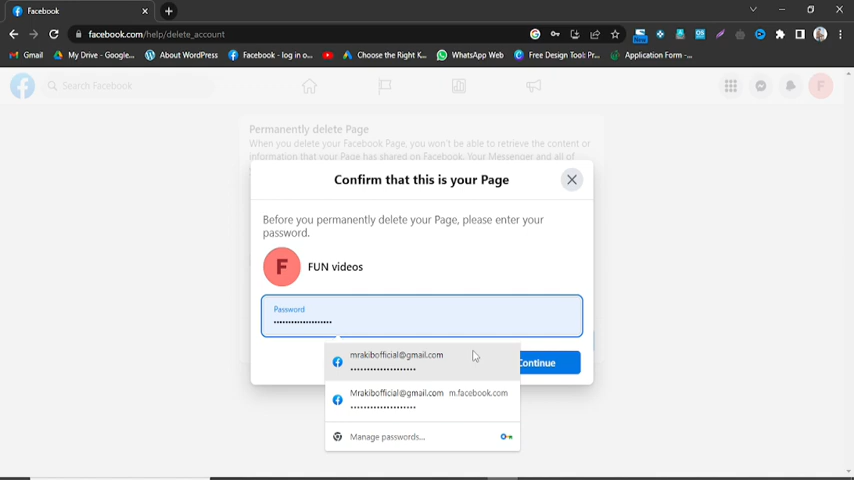 Facebook
facebook.com/help/delete_account
Gmail
My Drive - Google...
About WordPress
Facebook - log in o...
Choose the Right K...
WhatsApp Web
Free Design Tool: Pr...
Application Form -...
Search Facebook
F
Permanently delete Page
When you delete your Facebook Page, you won't be able to retrieve the content or
information that your Page has shared on Facebook. Your Messenger and all of
Confirm that this is your Page
Before you permanently delete your Page, please enter your
password.
F FUN videos
Password
mrakibofficial@gmail.com
Continue
Mrakibofficial@gmail.com m.facebook.com
Manage passwords...